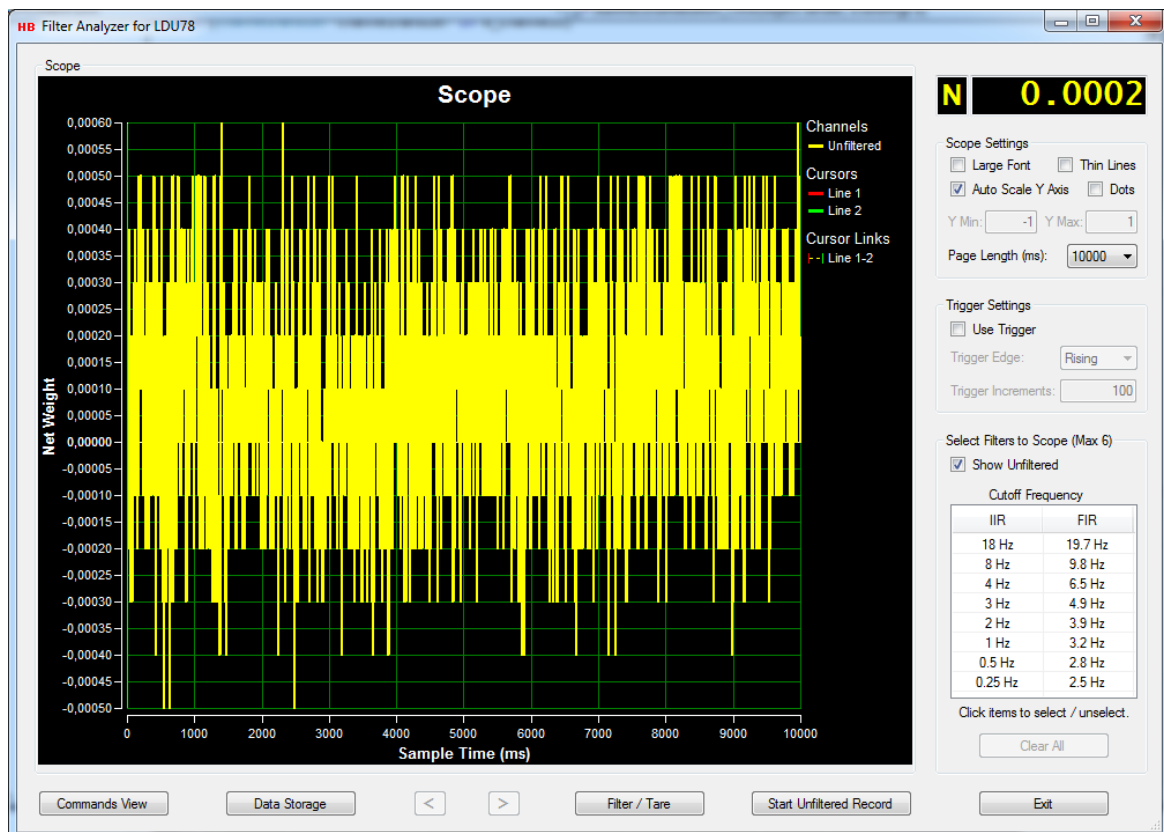 HB Filter Analyzer for LDU78
Scope
Scope
0,00060
0,00055
0,00050
0,00045
0,00040
0,00035
0,00030
0,00025
0,00020
0,00015
0,00010
0,00005
0,00000
-0,00005
-0,00010
-0,00015
-0,00020
-0,00025
-0,00030
-0,00035
-0,00040
-0,00045
-0,00050
Net Weight
0 1000 2000 3000 4000 5000 6000 7000 8000 9000 10000
Sample Time (ms)
Channels
Unfiltered
Cursors
Line 1
Line 2
Cursor Links
Line 1-2
N 0.0002
Scope Settings
Large Font Thin Lines
Auto Scale Y Axis Dots
Y Min: -1 Y Max: 1
Page Length (ms): 10000
Trigger Settings
Use Trigger
Trigger Edge: Rising
Trigger Increments: 100
Select Filters to Scope (Max 6)
Show Unfiltered
Cutoff Frequency
IIR FIR
18 Hz 19.7 Hz
8 Hz 9.8 Hz
4 Hz 6.5 Hz
3 Hz 4.9 Hz
2 Hz 3.9 Hz
1 Hz 3.2 Hz
0.5 Hz 2.8 Hz
0.25 Hz 2.5 Hz
Click items to select / unselect.
Clear All
Commands View Data Storage < > Filter / Tare Start Unfiltered Record Exit